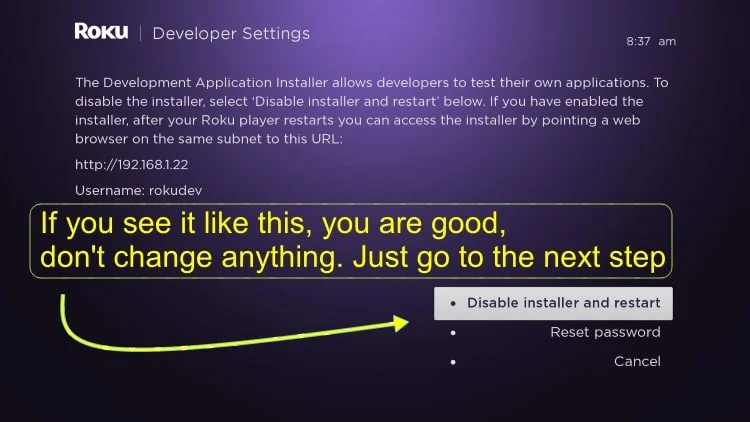 Roku | Developer Settings
8:37 am
The Development Application Installer allows developers to test their own applications. To
disable the installer, select ‘Disable installer and restart’ below. If you have enabled the
installer, after your Roku player restarts you can access the installer by pointing a web
browser on the same subnet to this URL:
http://192.168.1.22
Username: rokudev
If you see it like this, you are good,
don't change anything. Just go to the next step
• Disable installer and restart
• Reset password
• Cancel